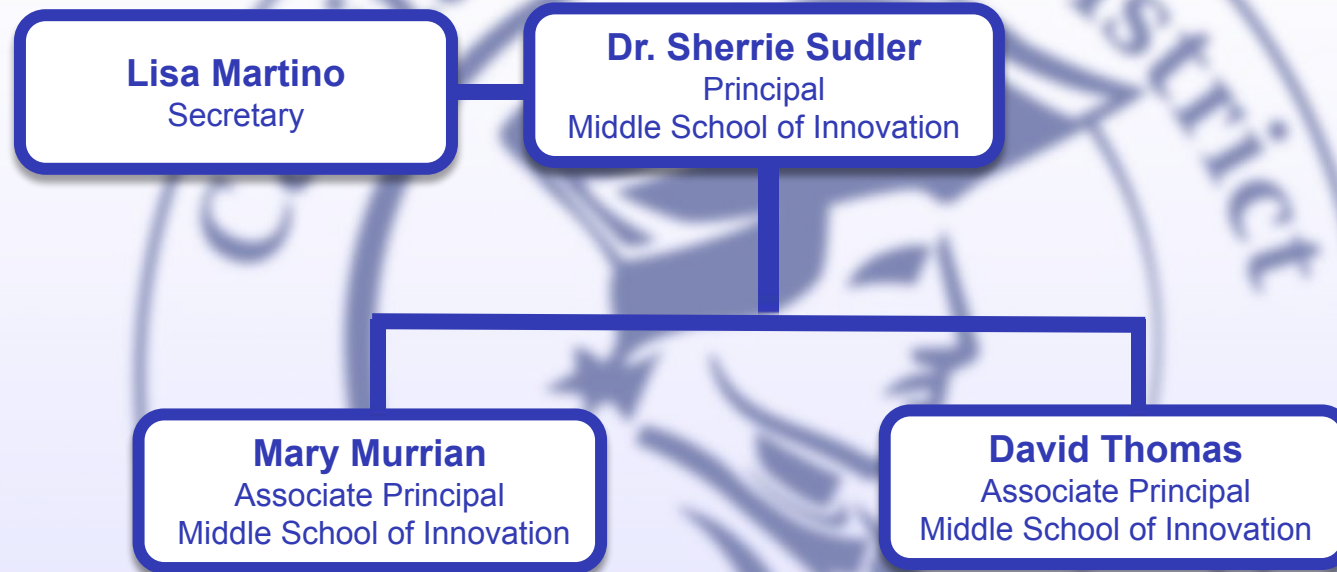 Lisa Martino
Secretary
Dr. Sherrie Sudler
Principal
Middle School of Innovation
Mary Murrian
Associate Principal
Middle School of Innovation
David Thomas
Associate Principal
Middle School of Innovation